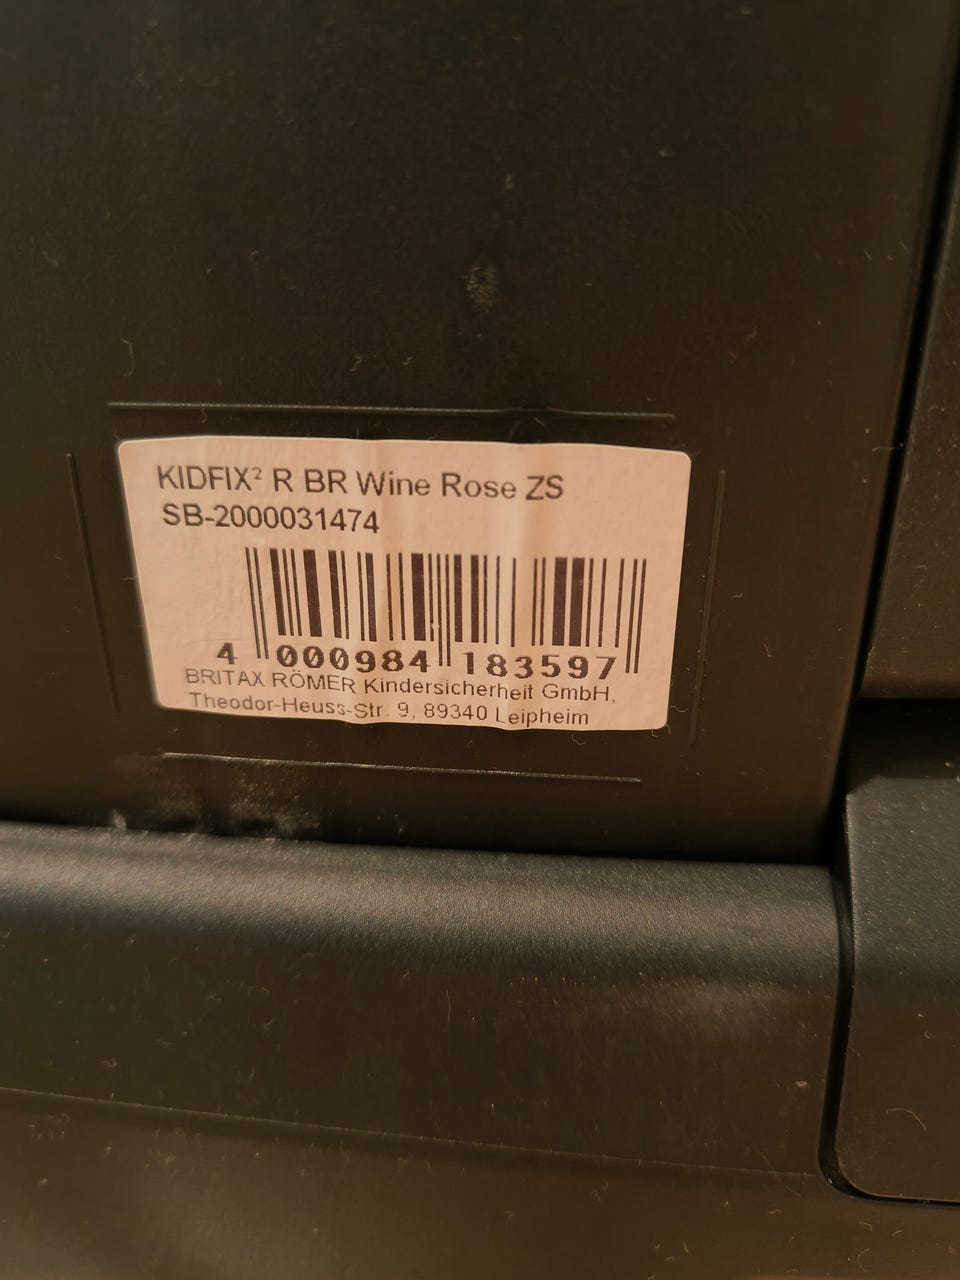 KIDFIX² R BR Wine Rose ZS
SB-2000031474
4 000984 183597
BRITAX RÖMER Kindersicherheit GmbH,
Theodor-Heuss-Str. 9, 89340 Leipheim